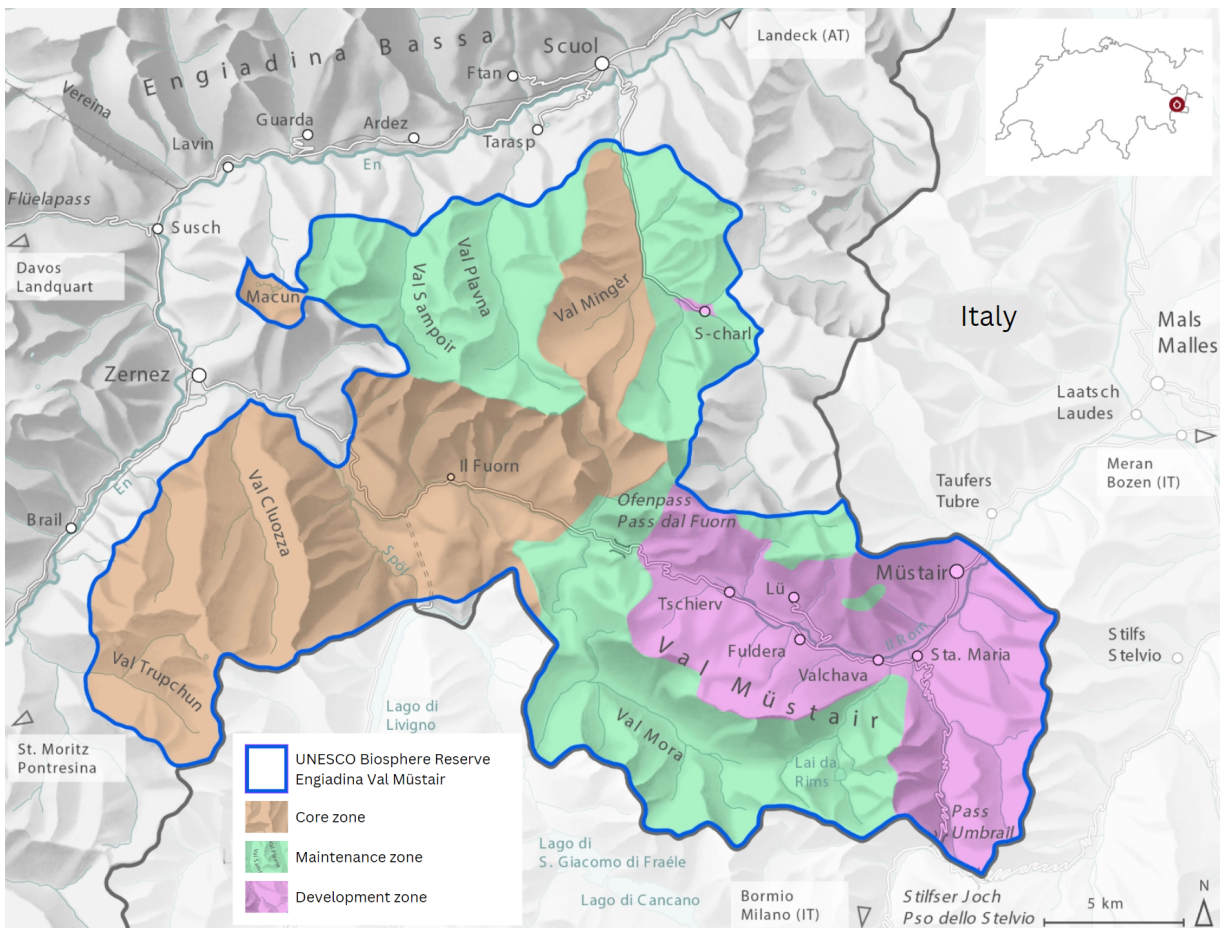 Engiadina Bassa
Scuol
Landeck (AT)
Ftan
Vereina
Guarda
Ardez
Tarasp
Lavin
En
Flüelapass
Susch
Davos
Landquart
Macun
Val Sampoir
Val Plavna
Val Mingèr
S-charl
Italy
Mals
Malles
Zernez
Laatsch
Laudes
Meran
Bozen (IT)
Taufers
Tubre
Il Fuorn
Ofenpass
Pass dal Fuorn
Val Cluozza
En
Brail
Spöl
Müstair
Lü
Tschierv
Il Rom
Fuldera
Valchava
Sta. Maria
Val Müstair
Stilfs
Stelvio
Val Trupchun
Val Mora
Lai da
Rims
Lago di
Livigno
St. Moritz
Pontresina
Pass
Umbrail
Lago di
S. Giacomo di Fraéle
Lago di Cancano
Bormio
Milano (IT)
Stilfser Joch
Pso dello Stelvio
5 km
N
UNESCO Biosphere Reserve
Engiadina Val Müstair
Core zone
Maintenance zone
Development zone